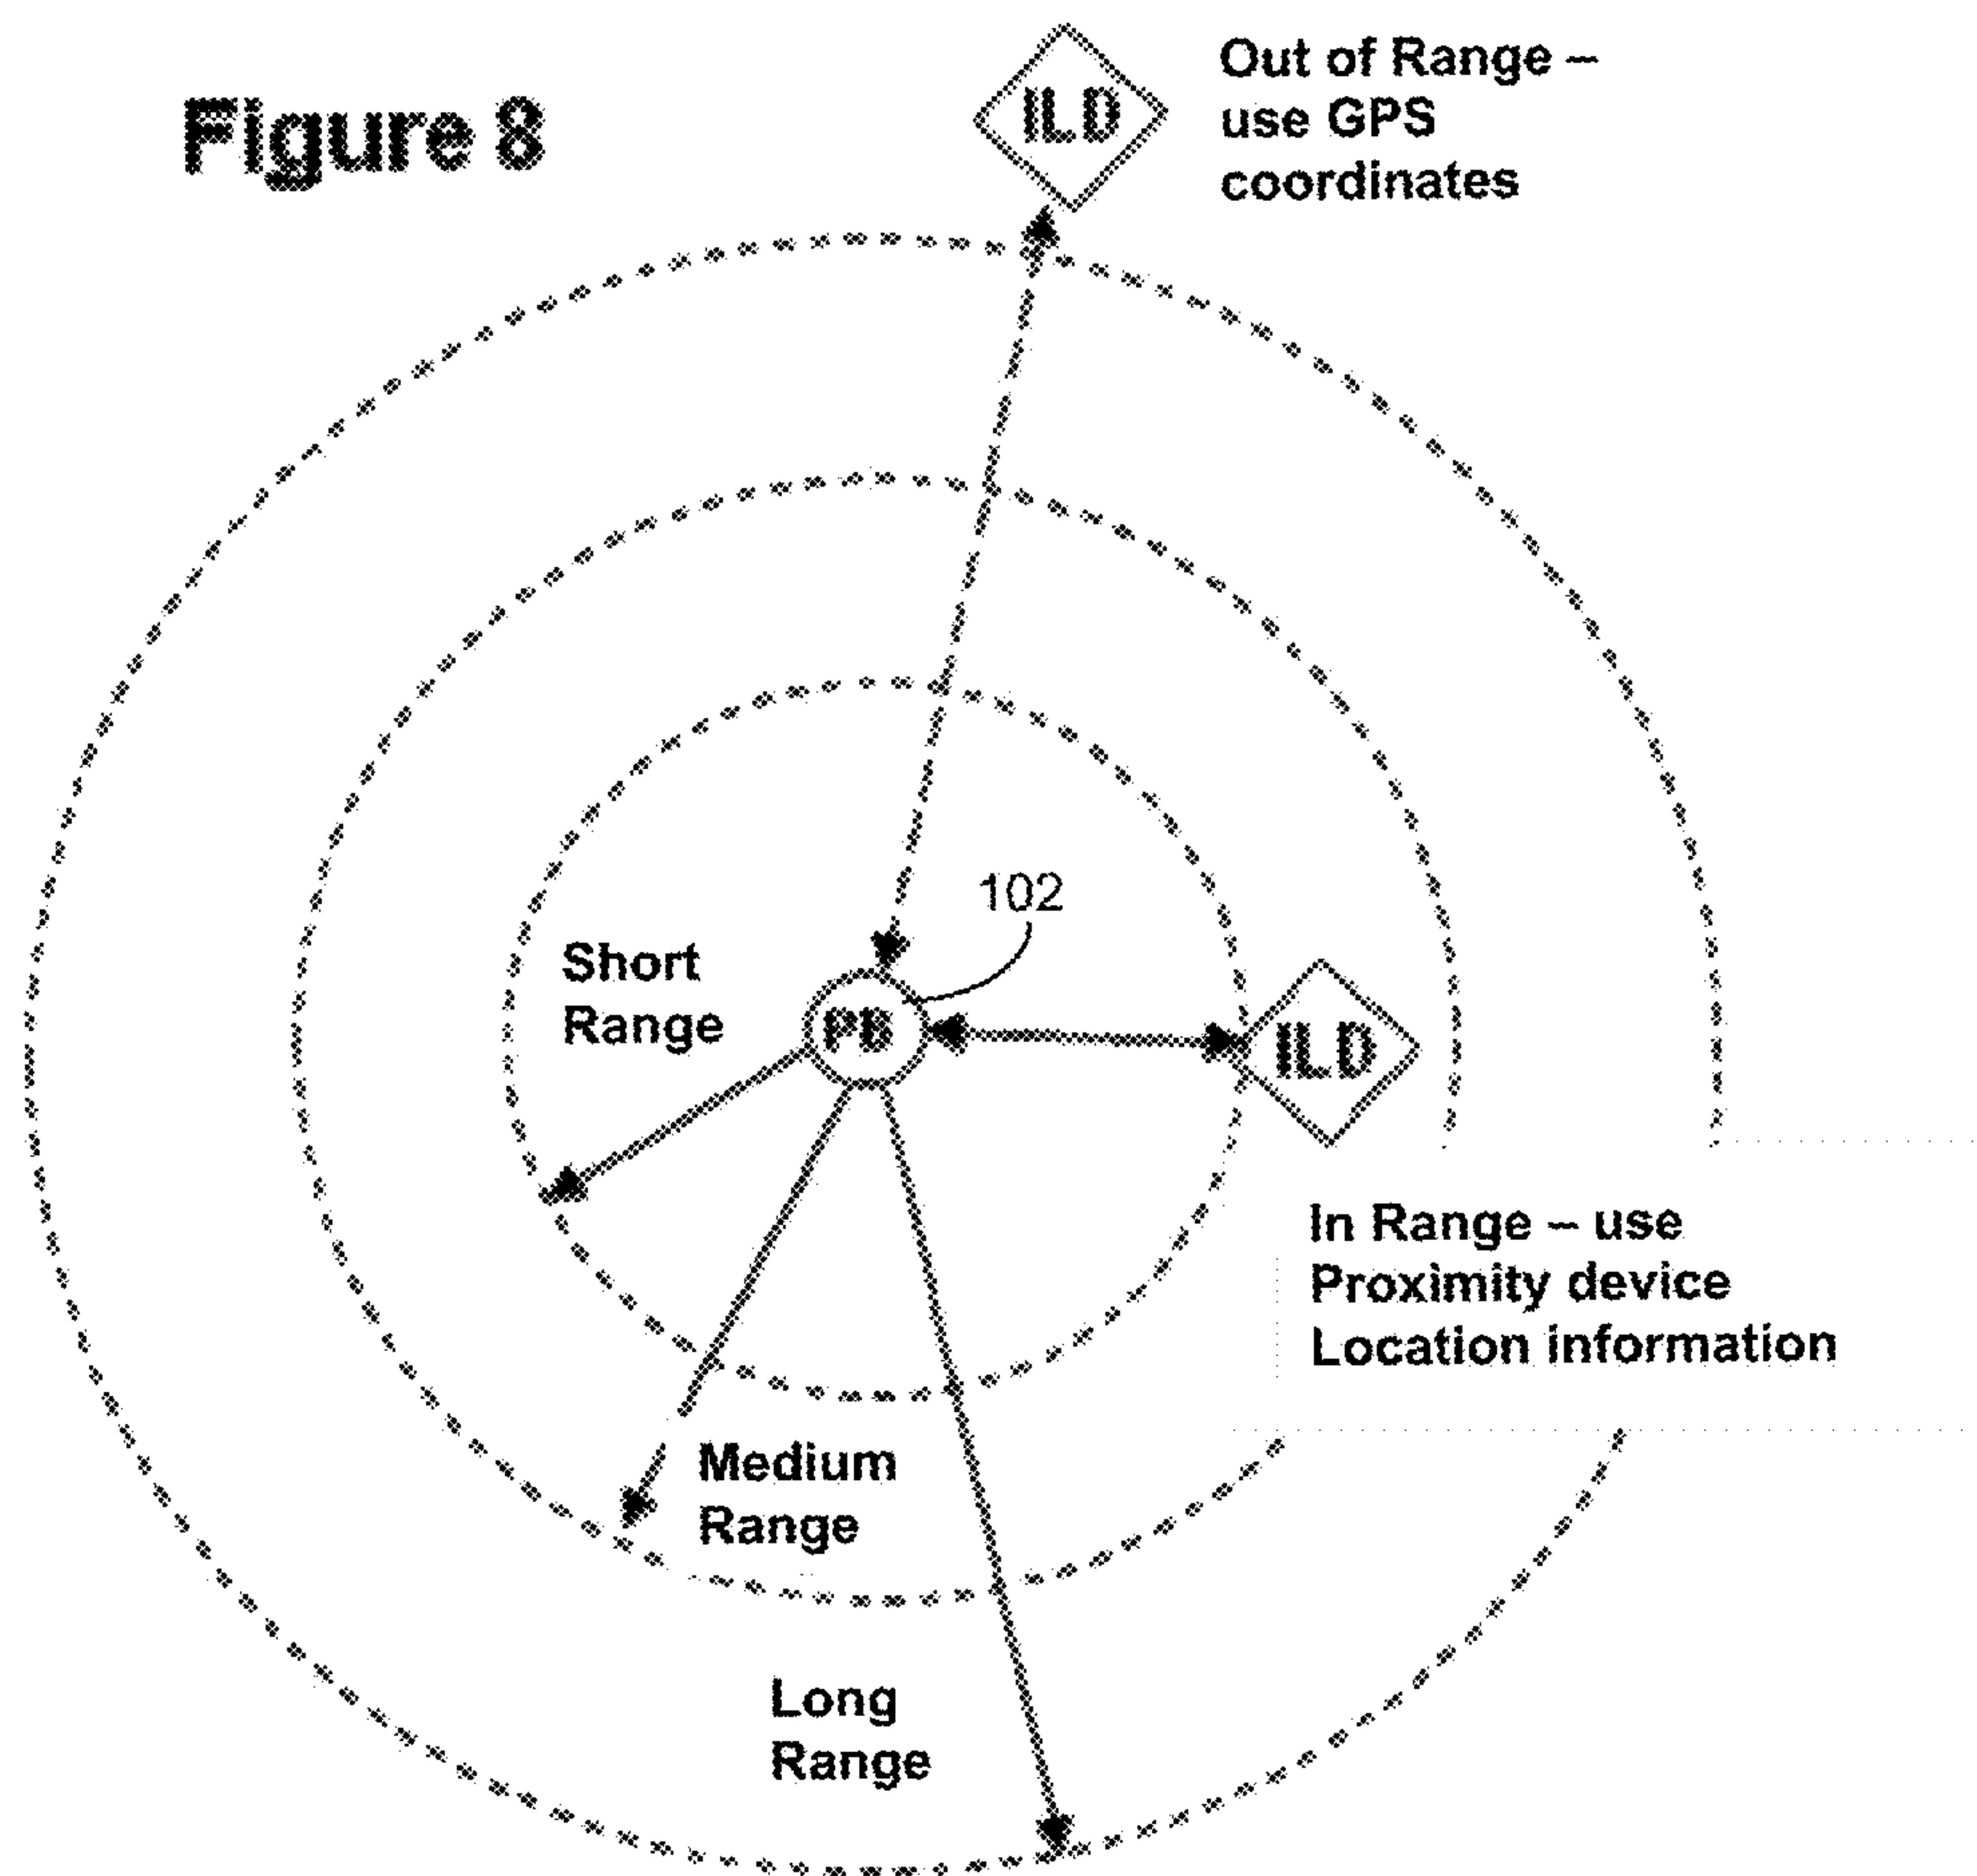 Figure 8
ILD
Out of Range –
use GPS
coordinates
102
Short
Range
ILD
In Range – use
Proximity device
Location information
Medium
Range
Long
Range